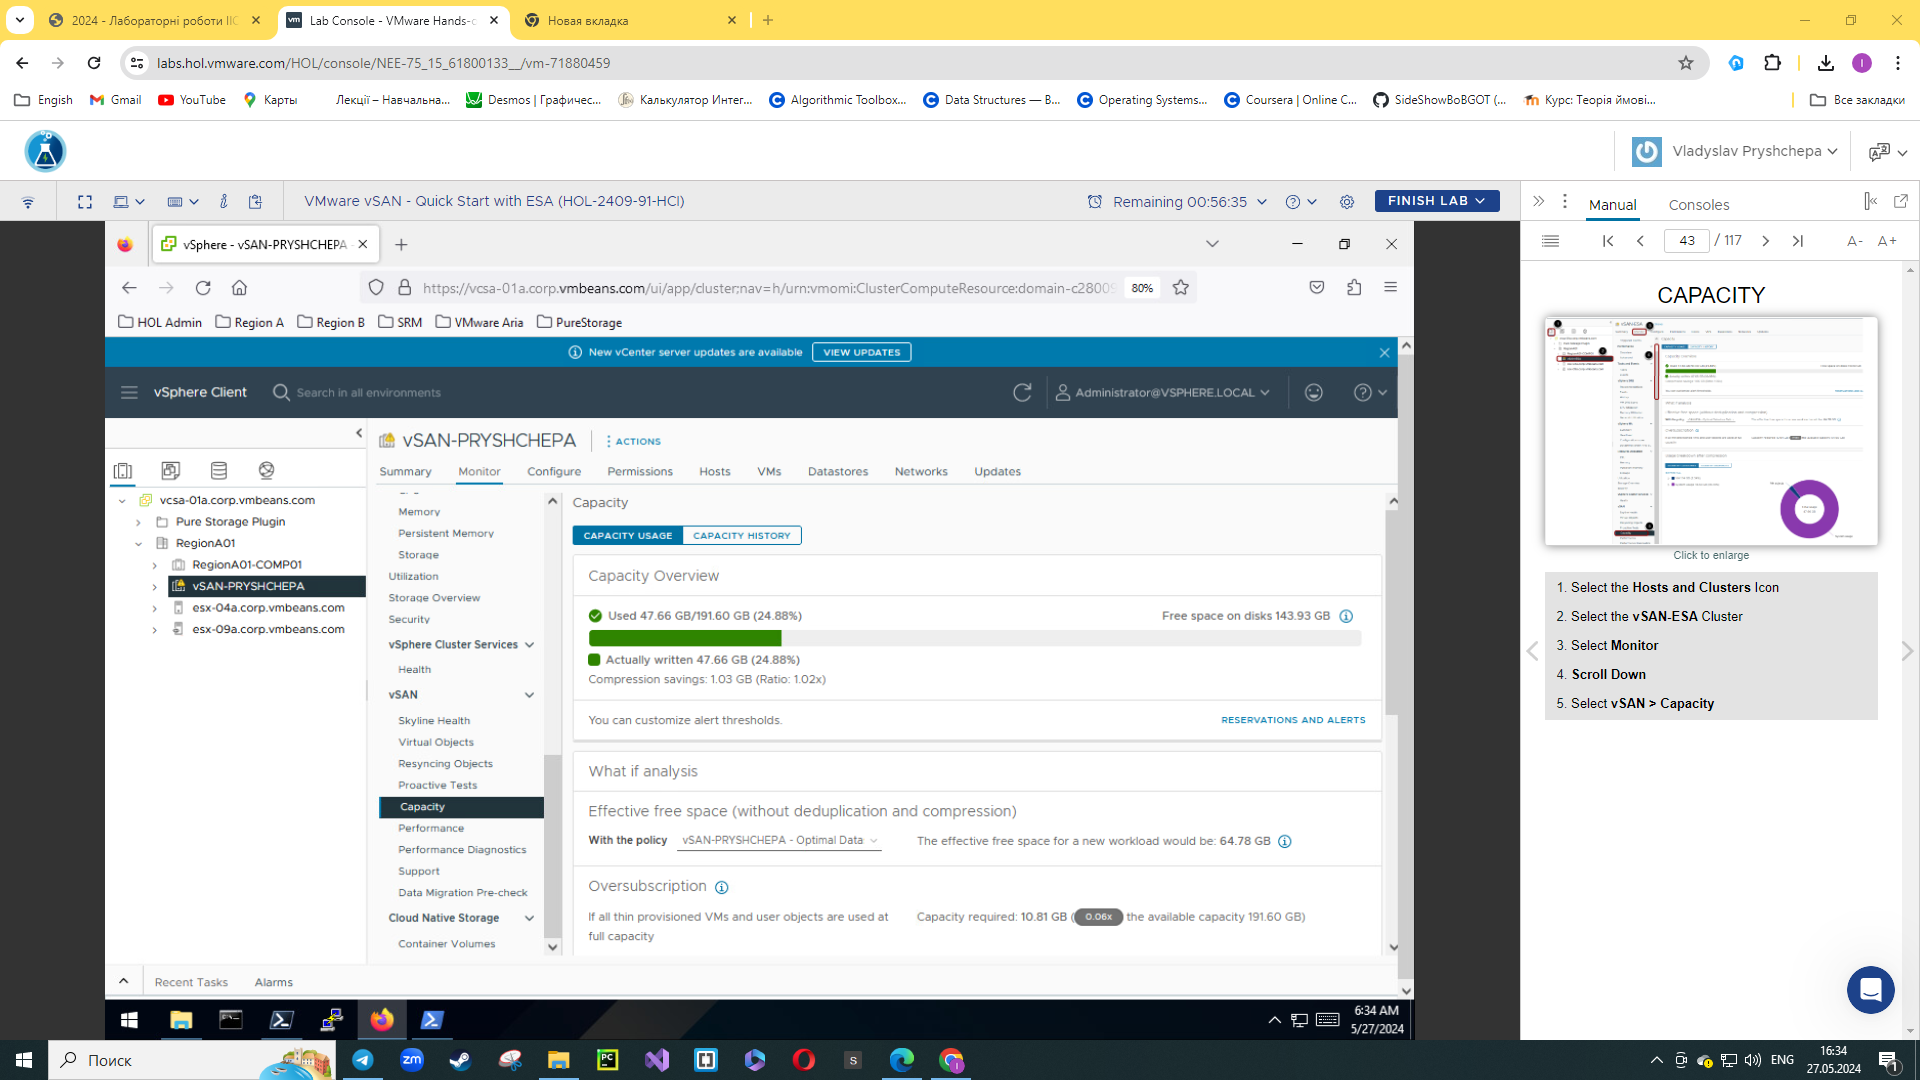 2024 - Лабораторні роботи ІІС
Lab Console - VMware Hands-o
Новая вкладка
labs.hol.vmware.com/HOL/console/NEE-75_15_61800133__/vm-71880459
Engish
Gmail
YouTube
Карты
Лекції – Навчальна...
Desmos | Графичес...
Калькулятор Интег...
Algorithmic Toolbox...
Data Structures — B...
Operating Systems...
Coursera | Online C...
SideShowBoBGOT (...
Курс: Теорія ймові...
Все закладки
Vladyslav Pryshchepa
VMware vSAN - Quick Start with ESA (HOL-2409-91-HCI)
Remaining 00:56:35
FINISH LAB
Manual
Consoles
43 / 117
A-
A+
vSphere - vSAN-PRYSHCHEPA
https://vcsa-01a.corp.vmbeans.com/ui/app/cluster;nav=h/urn:vmomi:ClusterComputeResource:domain-c28009
80%
HOL Admin
Region A
Region B
SRM
VMware Aria
PureStorage
New vCenter server updates are available
VIEW UPDATES
vSphere Client
Search in all environments
Administrator@VSPHERE.LOCAL
vcsa-01a.corp.vmbeans.com
Pure Storage Plugin
RegionA01
RegionA01-COMP01
vSAN-PRYSHCHEPA
esx-04a.corp.vmbeans.com
esx-09a.corp.vmbeans.com
vSAN-PRYSHCHEPA
ACTIONS
Summary
Monitor
Configure
Permissions
Hosts
VMs
Datastores
Networks
Updates
Memory
Persistent Memory
Storage
Utilization
Storage Overview
Security
vSphere Cluster Services
Health
vSAN
Skyline Health
Virtual Objects
Resyncing Objects
Proactive Tests
Capacity
Performance
Performance Diagnostics
Support
Data Migration Pre-check
Cloud Native Storage
Container Volumes
Capacity
CAPACITY USAGE
CAPACITY HISTORY
Capacity Overview
Used 47.66 GB/191.60 GB (24.88%)
Free space on disks 143.93 GB
Actually written 47.66 GB (24.88%)
Compression savings: 1.03 GB (Ratio: 1.02x)
You can customize alert thresholds.
RESERVATIONS AND ALERTS
What if analysis
Effective free space (without deduplication and compression)
With the policy
vSAN-PRYSHCHEPA - Optimal Data
The effective free space for a new workload would be: 64.78 GB
Oversubscription
If all thin provisioned VMs and user objects are used at
full capacity
Capacity required: 10.81 GB (0.06x the available capacity 191.60 GB)
Recent Tasks
Alarms
6:34 AM
5/27/2024
CAPACITY
Click to enlarge
1. Select the Hosts and Clusters Icon
2. Select the vSAN-ESA Cluster
3. Select Monitor
4. Scroll Down
5. Select vSAN > Capacity
Поиск
ENG
16:34
27.05.2024
1